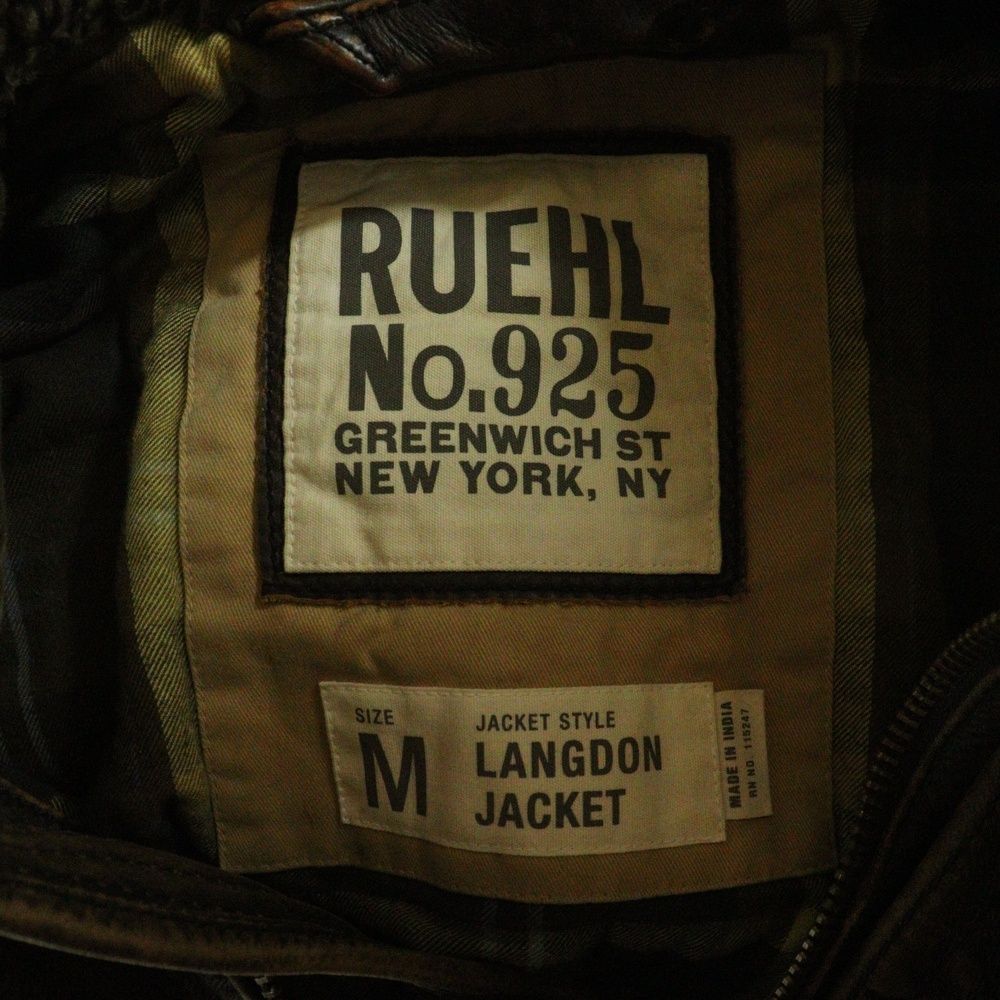 RUEHL
No.925
GREENWICH ST
NEW YORK, NY
SIZE
M
JACKET STYLE
LANGDON
JACKET
MADE IN INDIA
RN NO. 115247